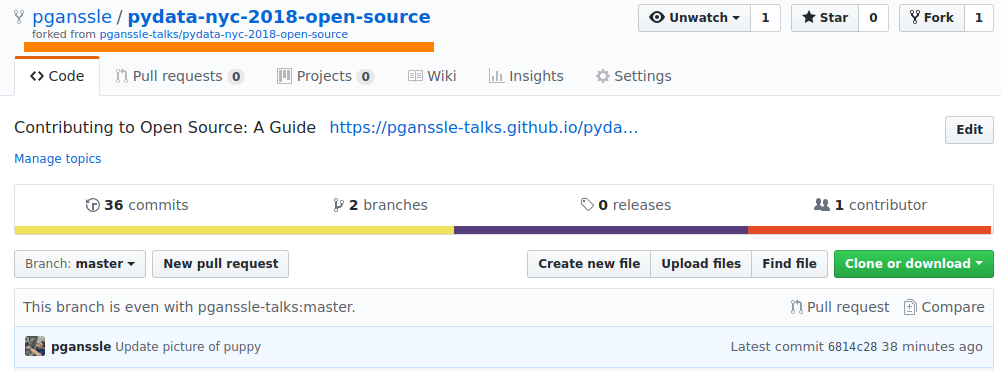 pganssle / pydata-nyc-2018-open-source Unwatch 1 Star 0 Fork 1
forked from pganssle-talks/pydata-nyc-2018-open-source
Code Pull requests 0 Projects 0 Wiki Insights Settings
Contributing to Open Source: A Guide https://pganssle-talks.github.io/pyda... Edit
Manage topics
36 commits 2 branches 0 releases 1 contributor
Branch: master New pull request Create new file Upload files Find file Clone or download
This branch is even with pganssle-talks:master. Pull request Compare
pganssle Update picture of puppy Latest commit 6814c28 38 minutes ago